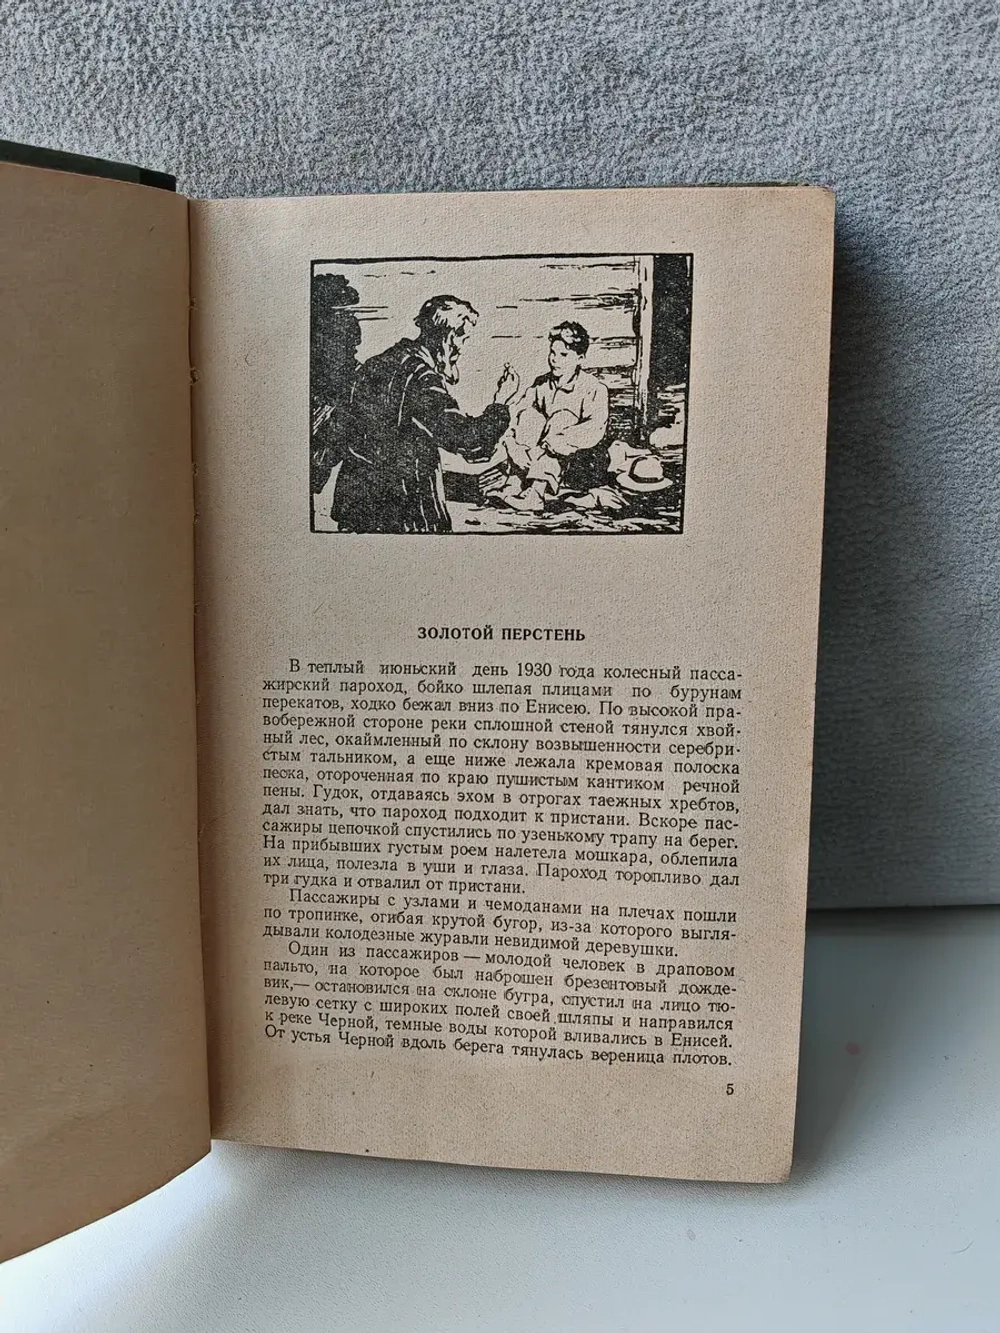 ЗОЛОТОЙ ПЕРСТЕНЬ
В теплый июньский день 1930 года колесный пасса-
жирский пароход, бойко шлепая плицами по бурунам
перекатов, ходко бежал вниз по Енисею. По высокой пра-
вобережной стороне реки сплошной стеной тянулся хвой-
ный лес, окаймленный по склону возвышенности серебри-
стым тальником, а еще ниже лежала кремовая полоска
песка, отороченная по краю пушистым кантиком речной
пены. Гудок, отдаваясь эхом в отрогах таежных хребтов,
дал знать, что пароход подходит к пристани. Вскоре пас-
сажиры цепочкой спустились по узенькому трапу на берег.
На прибывших густым роем налетела мошкара, облепила
их лица, полезла в уши и глаза. Пароход торопливо дал
три гудка и отвалил от пристани.
Пассажиры с узлами и чемоданами на плечах пошли
по тропинке, огибая крутой бугор, из-за которого выгля-
дывали колодезные журавли невидимой деревушки.
Один из пассажиров — молодой человек в драповом
пальто, на которое был наброшен брезентовый дожде-
вик,— остановился на склоне бугра, спустил на лицо тю-
левую сетку с широких полей своей шляпы и направился
к реке Черной, темные воды которой вливались в Енисей.
От устья Черной вдоль берега тянулась вереница плотов.
5